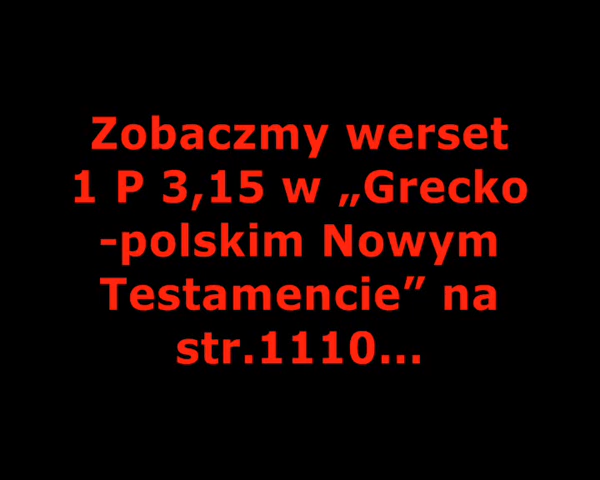 Zobaczmy werset
1 P 3,15 w „Grecko
-polskim Nowym
Testamencie” na
str.1110...